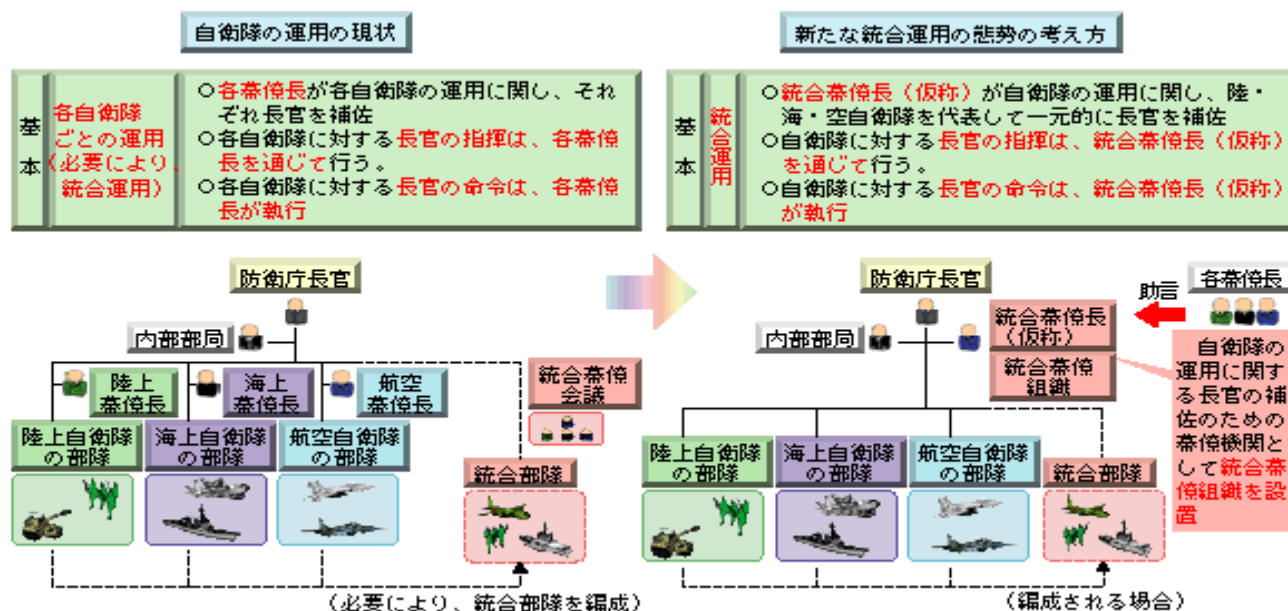 自衛隊の運用の現状
基本
各自衛隊
ごとの運用
(必要により、
統合運用)
○各幕僚長が各自衛隊の運用に関し、それ
ぞれ長官を補佐
○各自衛隊に対する長官の指揮は、各幕僚
長を通じて行う。
○各自衛隊に対する長官の命令は、各幕僚
長が執行
防衛庁長官
内部部局
陸上
幕僚長
海上
幕僚長
航空
幕僚長
統合幕僚
会議
陸上自衛隊
の部隊
海上自衛隊
の部隊
航空自衛隊
の部隊
統合部隊
(必要により、統合部隊を編成)
新たな統合運用の態勢の考え方
基本
統合運用
○統合幕僚長(仮称)が自衛隊の運用に関し、陸・
海・空自衛隊を代表して一元的に長官を補佐
○自衛隊に対する長官の指揮は、統合幕僚長(仮称)
を通じて行う。
○自衛隊に対する長官の命令は、統合幕僚長(仮称)
が執行
防衛庁長官
内部部局
統合幕僚長
(仮称)
統合幕僚
組織
助言
各幕僚長
自衛隊の
運用に関す
る長官の補
佐のための
幕僚機関と
して統合幕
僚組織を設
置
陸上自衛隊
の部隊
海上自衛隊
の部隊
航空自衛隊
の部隊
統合部隊
(編成される場合)